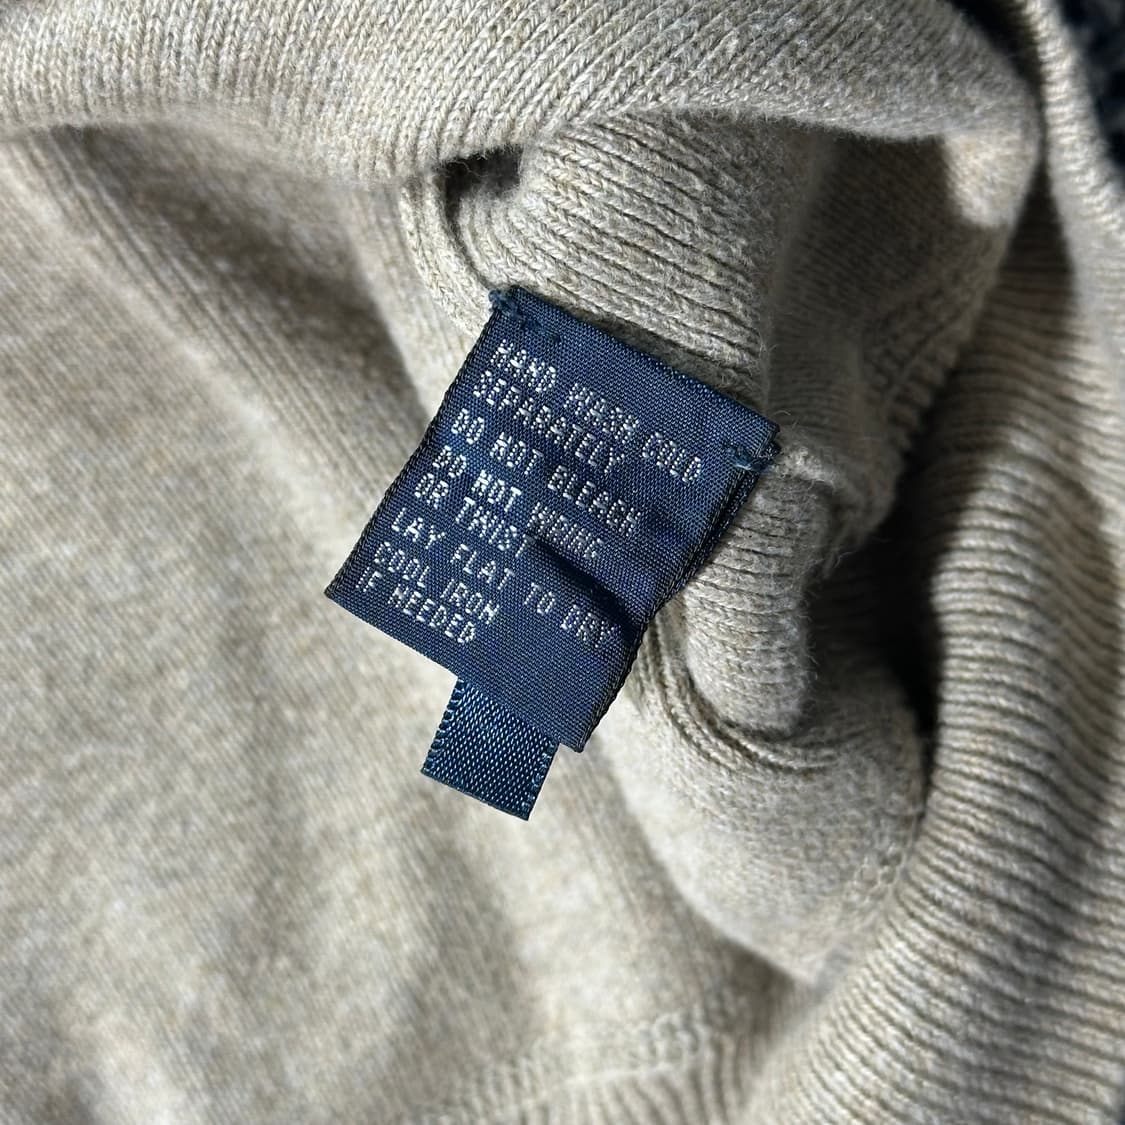 HAND WASH COLD
SEPARATELY
DO NOT BLEACH
DO NOT WRING
OR TWIST
LAY FLAT TO DRY
COOL IRON
IF NEEDED